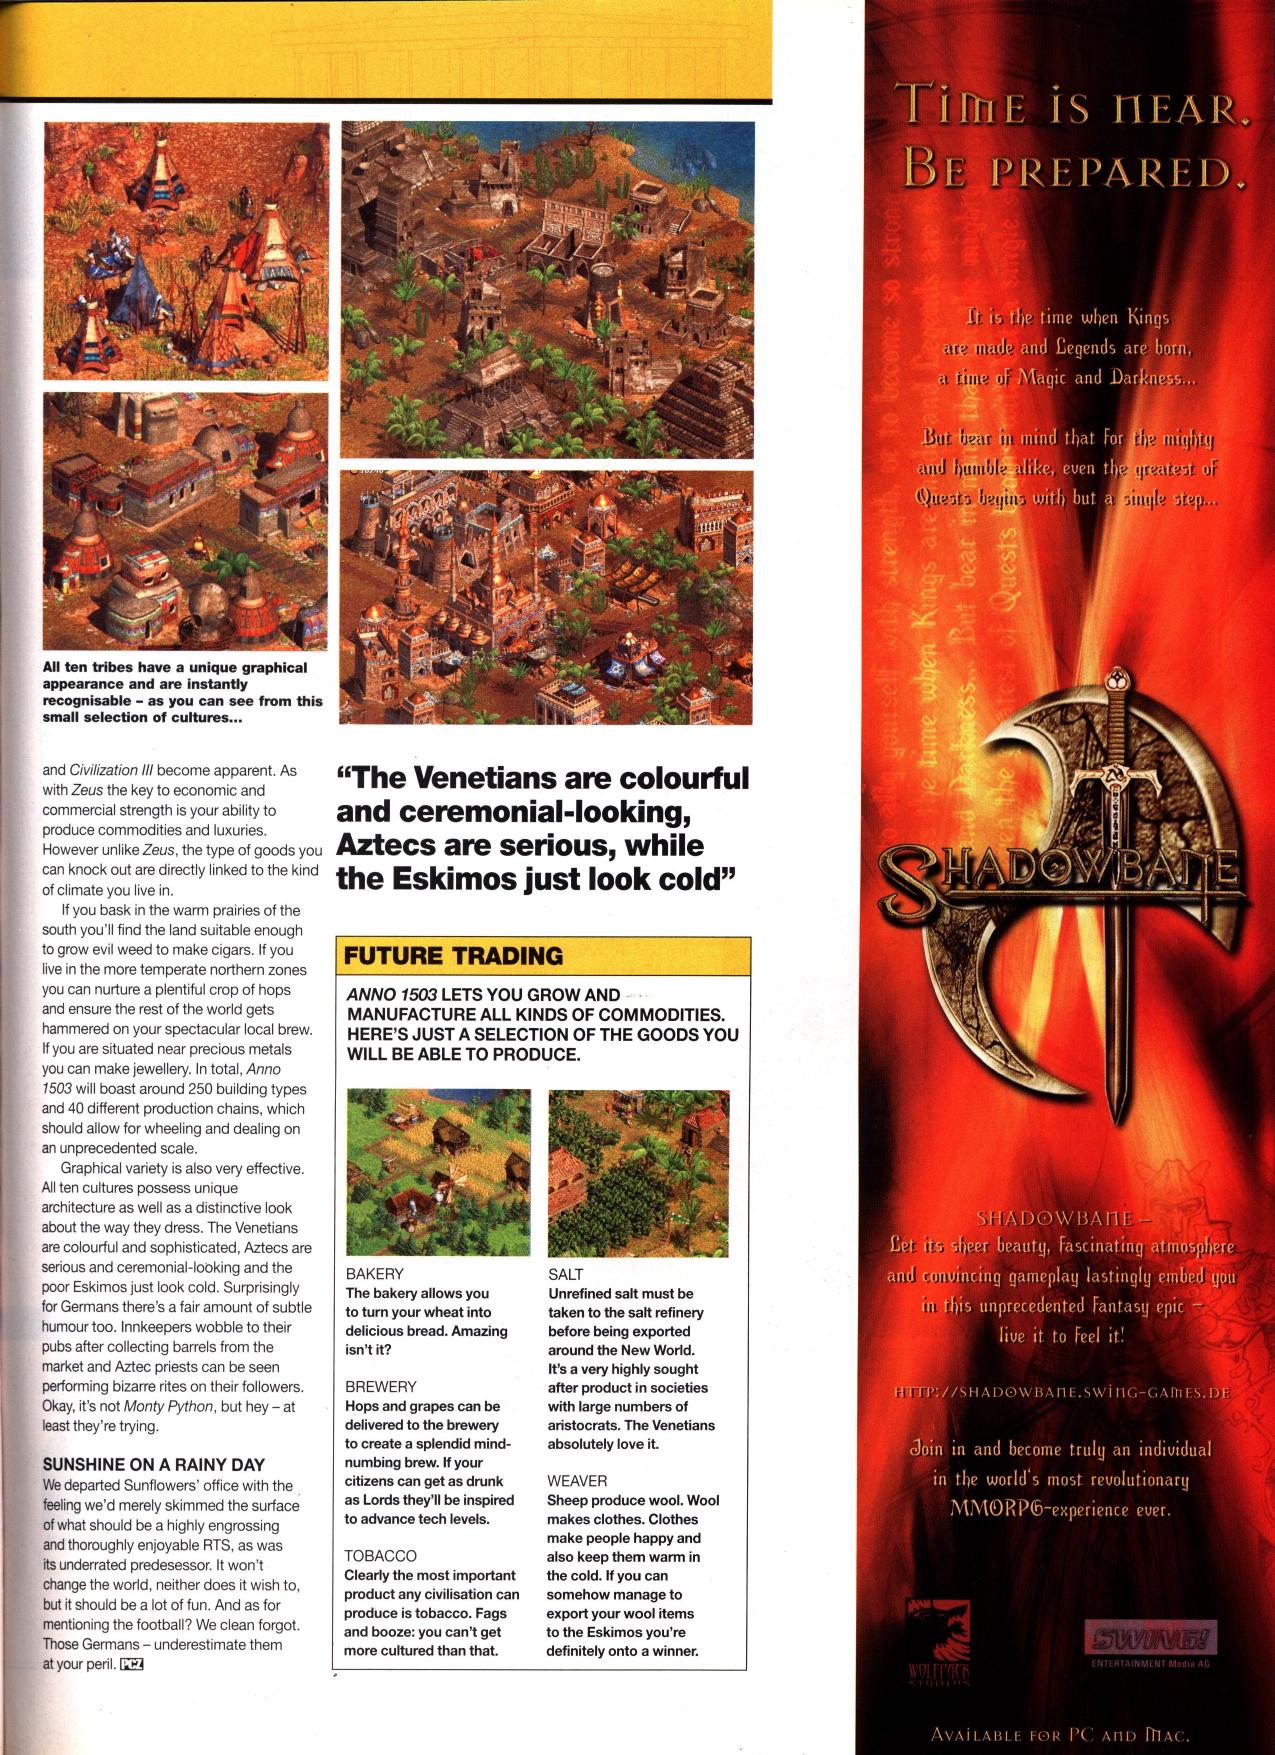 All ten tribes have a unique graphical
appearance and are instantly
recognisable – as you can see from this
small selection of cultures...
and Civilization III become apparent. As
with Zeus the key to economic and
commercial strength is your ability to
produce commodities and luxuries.
However unlike Zeus, the type of goods you
can knock out are directly linked to the kind
of climate you live in.
If you bask in the warm prairies of the
south you'll find the land suitable enough
to grow evil weed to make cigars. If you
live in the more temperate northern zones
you can nurture a plentiful crop of hops
and ensure the rest of the world gets
hammered on your spectacular local brew.
If you are situated near precious metals
you can make jewellery. In total, Anno
1503 will boast around 250 building types
and 40 different production chains, which
should allow for wheeling and dealing on
an unprecedented scale.
Graphical variety is also very effective.
All ten cultures possess unique
architecture as well as a distinctive look
about the way they dress. The Venetians
are colourful and sophisticated, Aztecs are
serious and ceremonial-looking and the
poor Eskimos just look cold. Surprisingly
for Germans there's a fair amount of subtle
humour too. Innkeepers wobble to their
pubs after collecting barrels from the
market and Aztec priests can be seen
performing bizarre rites on their followers.
Okay, it's not Monty Python, but hey – at
least they're trying.
SUNSHINE ON A RAINY DAY
We departed Sunflowers' office with the
feeling we'd merely skimmed the surface
of what should be a highly engrossing
and thoroughly enjoyable RTS, as was
its underrated predesessor. It won't
change the world, neither does it wish to,
but it should be a lot of fun. And as for
mentioning the football? We clean forgot.
Those Germans – underestimate them
at your peril. PCZ
“The Venetians are colourful
and ceremonial-looking,
Aztecs are serious, while
the Eskimos just look cold”
FUTURE TRADING
ANNO 1503 LETS YOU GROW AND
MANUFACTURE ALL KINDS OF COMMODITIES.
HERE'S JUST A SELECTION OF THE GOODS YOU
WILL BE ABLE TO PRODUCE.
BAKERY
The bakery allows you
to turn your wheat into
delicious bread. Amazing
isn't it?
BREWERY
Hops and grapes can be
delivered to the brewery
to create a splendid mind-
numbing brew. If your
citizens can get as drunk
as Lords they'll be inspired
to advance tech levels.
TOBACCO
Clearly the most important
product any civilisation can
produce is tobacco. Fags
and booze: you can't get
more cultured than that.
SALT
Unrefined salt must be
taken to the salt refinery
before being exported
around the New World.
It's a very highly sought
after product in societies
with large numbers of
aristocrats. The Venetians
absolutely love it.
WEAVER
Sheep produce wool. Wool
makes clothes. Clothes
make people happy and
also keep them warm in
the cold. If you can
somehow manage to
export your wool items
to the Eskimos you're
definitely onto a winner.
Time is near.
Be prepared.
It is the time when Kings
are made and Legends are born,
a time of Magic and Darkness...
But bear in mind that for the mighty
and humble alike, even the greatest of
Quests begins with but a single step...
SHADOWBANE
SHADOWBANE –
Let its sheer beauty, fascinating atmosphere
and convincing gameplay lastingly embed you
in this unprecedented fantasy epic –
live it to feel it!
HTTP://SHADOWBANE.SWING-GAMES.DE
Join in and become truly an individual
in the world's most revolutionary
MMORPG-experience ever.
WOLFPACK
STUDIOS
SWING!
ENTERTAINMENT Media AG
Available for PC and Mac.